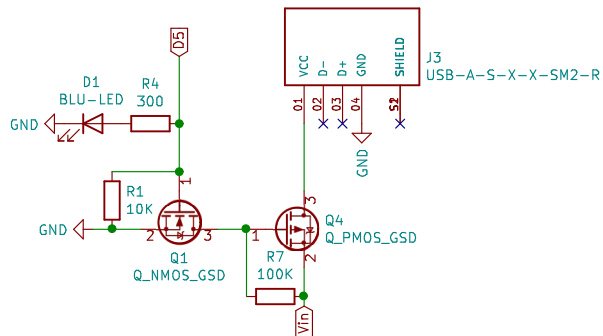 D5
VCC
D-
D+
GND
SHIELD
J3
USB-A-S-X-X-SM2-R
01
02
03
04
D1
BLU-LED
R4
300
GND
GND
R1
10K
1
GND
2
3
Q1
Q_NMOS_GSD
3
1
2
Q4
Q_PMOS_GSD
R7
100K
Vin